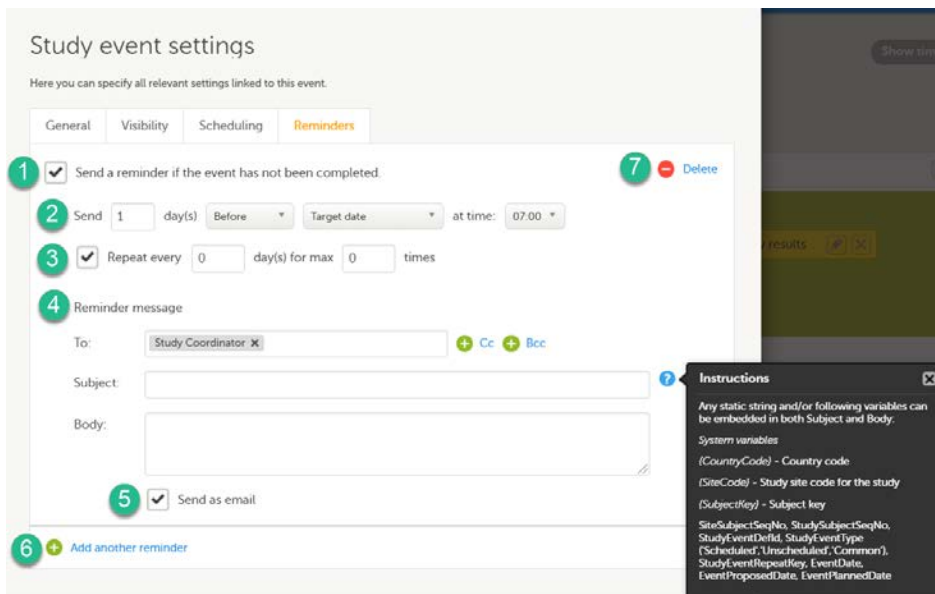 Study event settings
Show
Here you can specify all relevant settings linked to this event.
General Visibility Scheduling Reminders
1 Send a reminder if the event has not been completed. 7 Delete
2 Send 1 day(s) Before Target date at time: 07:00
results
3 Repeat every 0 day(s) for max 0 times
4 Reminder message
To: Study Coordinator Cc Bcc
Subject: ?
Body:
5 Send as email
6 Add another reminder
Instructions
Any static string and/or following variables can
be embedded in both Subject and Body:
System variables
{CountryCode} - Country code
{SiteCode} - Study site code for the study
{SubjectKey} - Subject key
SiteSubjectSeqNo, StudySubjectSeqNo,
StudyEventDefId, StudyEventType
('Scheduled','Unscheduled','Common'),
StudyEventRepeatKey, EventDate,
EventProposedDate, EventPlannedDate